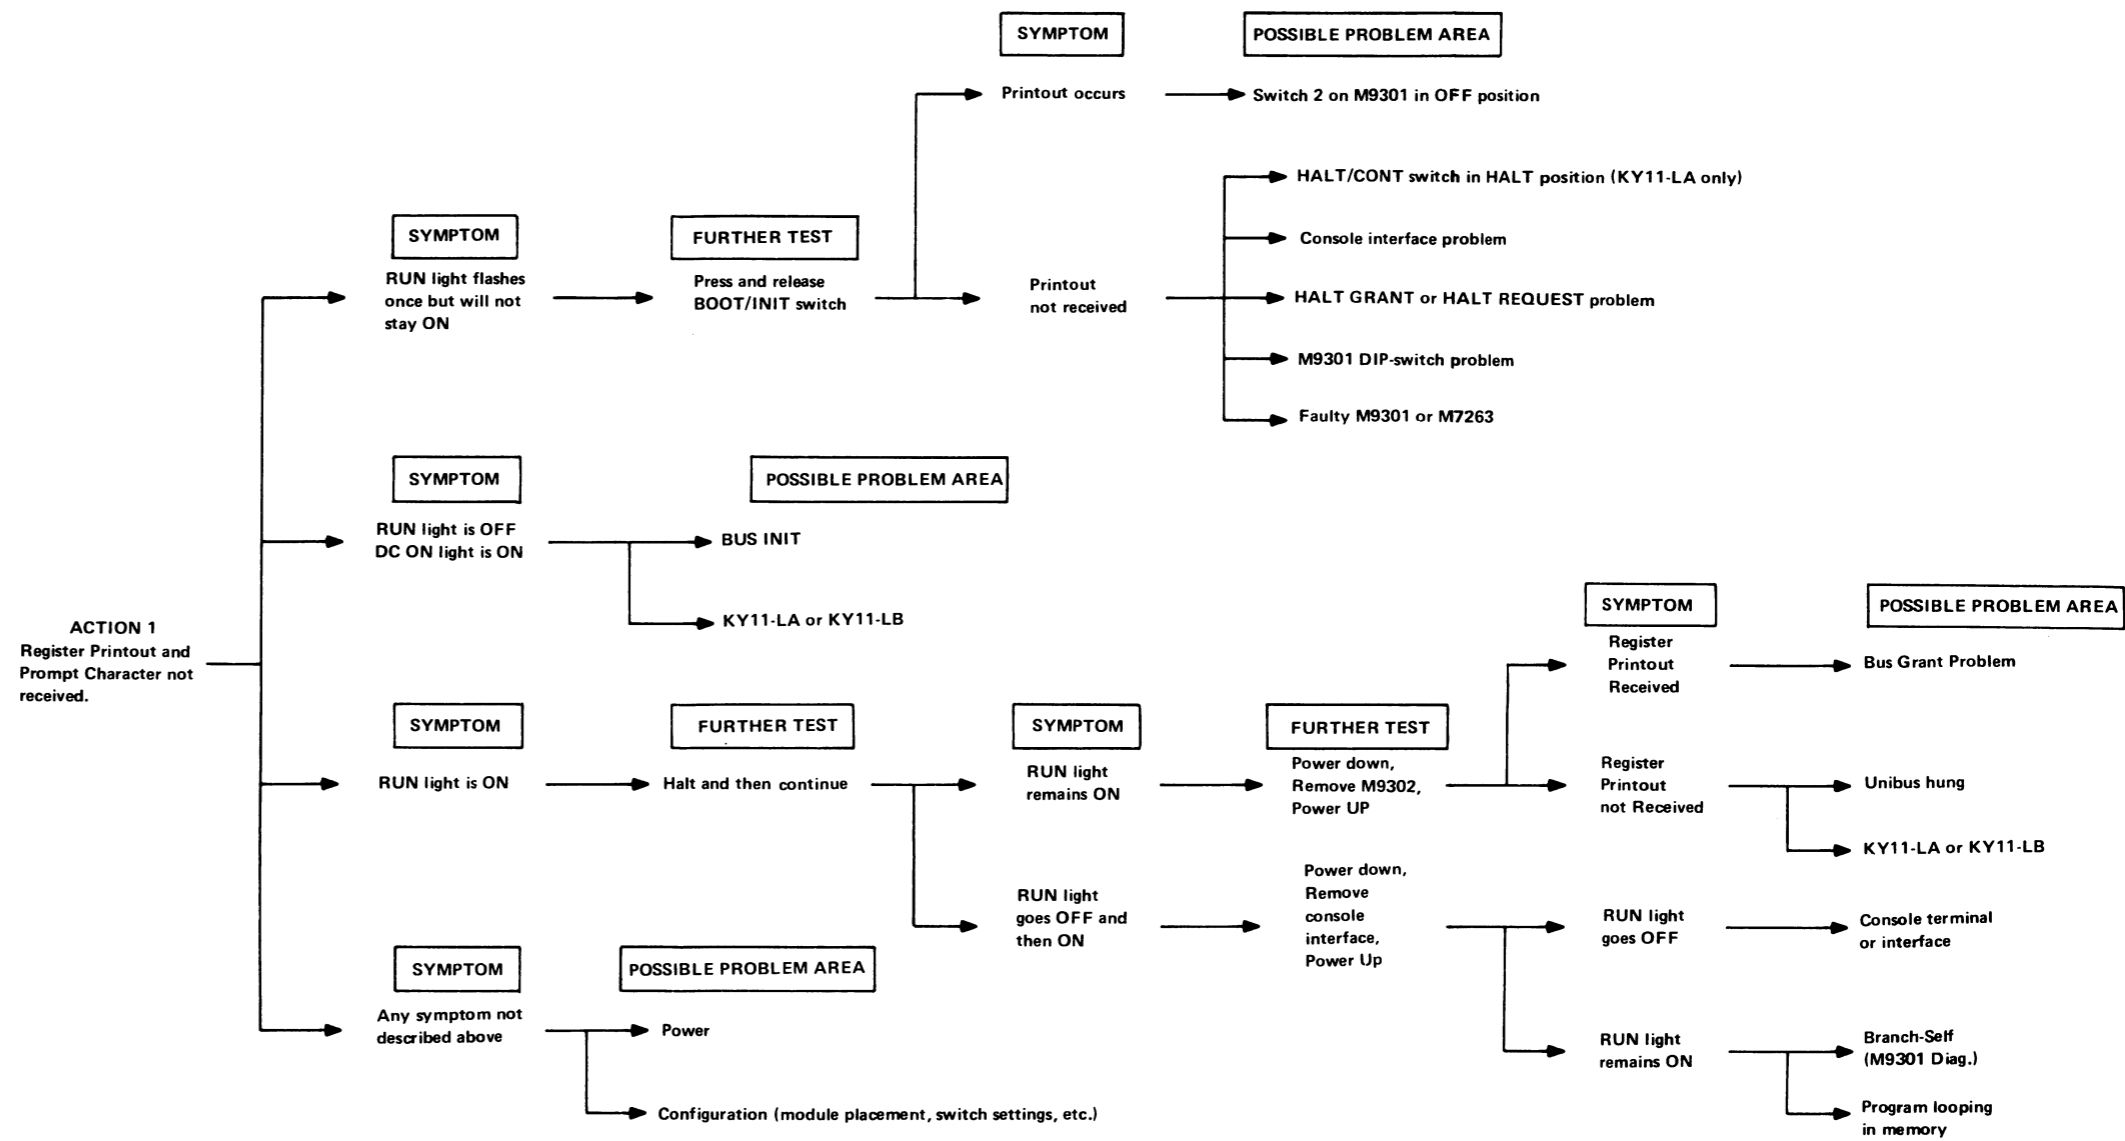 SYMPTOM
POSSIBLE PROBLEM AREA
Printout occurs
Switch 2 on M9301 in OFF position
HALT/CONT switch in HALT position (KY11-LA only)
SYMPTOM
FURTHER TEST
Console interface problem
RUN light flashes
once but will not
stay ON
Press and release
BOOT/INIT switch
Printout
not received
HALT GRANT or HALT REQUEST problem
M9301 DIP-switch problem
Faulty M9301 or M7263
SYMPTOM
POSSIBLE PROBLEM AREA
RUN light is OFF
DC ON light is ON
BUS INIT
KY11-LA or KY11-LB
ACTION 1
Register Printout and
Prompt Character not
received.
SYMPTOM
POSSIBLE PROBLEM AREA
Register
Printout
Received
Bus Grant Problem
SYMPTOM
FURTHER TEST
SYMPTOM
FURTHER TEST
RUN light is ON
Halt and then continue
RUN light
remains ON
Power down,
Remove M9302,
Power UP
Register
Printout
not Received
Unibus hung
KY11-LA or KY11-LB
RUN light
goes OFF and
then ON
Power down,
Remove
console
interface,
Power Up
RUN light
goes OFF
Console terminal
or interface
SYMPTOM
POSSIBLE PROBLEM AREA
Any symptom not
described above
Power
Configuration (module placement, switch settings, etc.)
RUN light
remains ON
Branch-Self
(M9301 Diag.)
Program looping
in memory